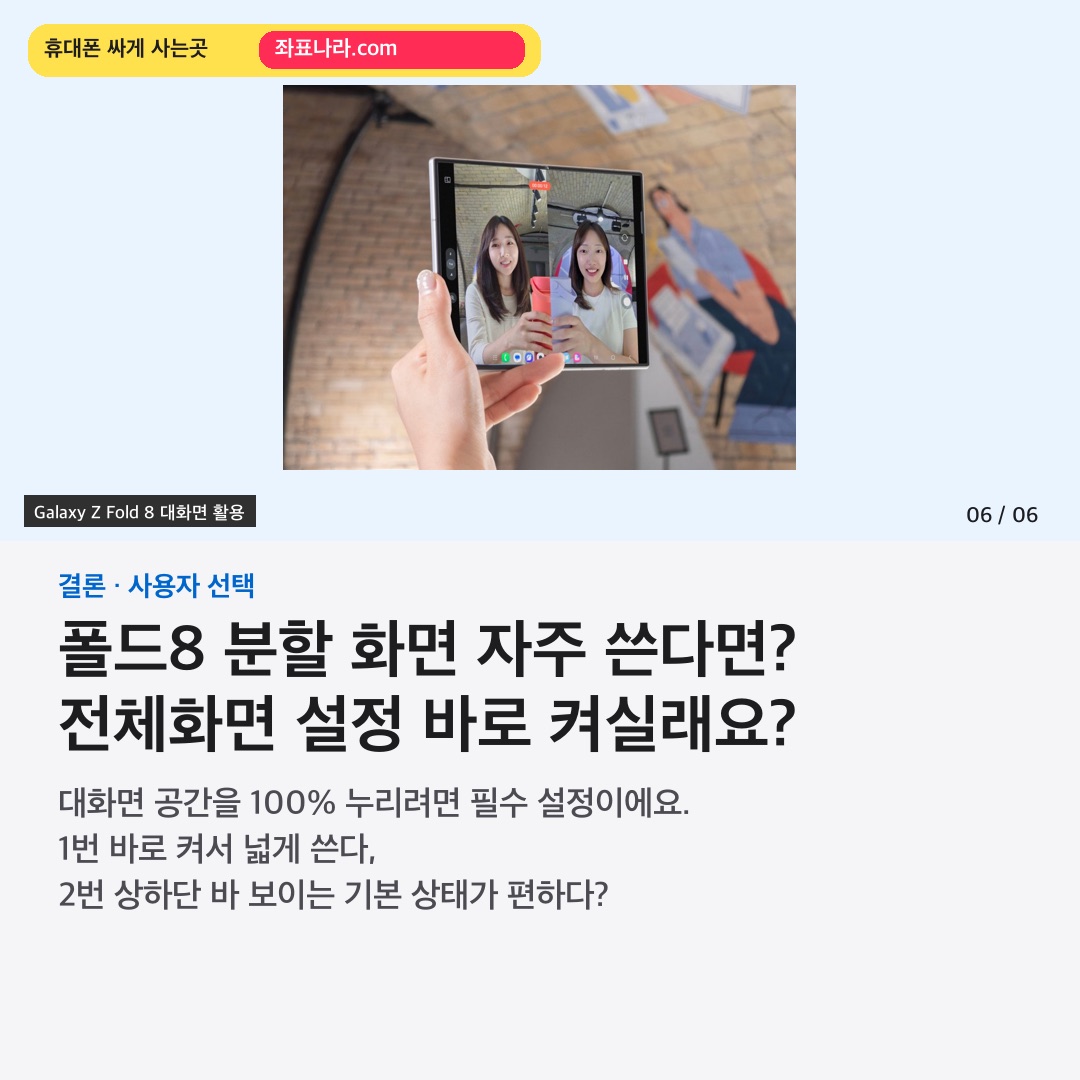 휴대폰 싸게 사는곳 좌표나라.com
Galaxy Z Fold 8 대화면 활용
06 / 06
결론 · 사용자 선택
폴드8 분할 화면 자주 쓴다면?
전체화면 설정 바로 켜실래요?
대화면 공간을 100% 누리려면 필수 설정이에요.
1번 바로 켜서 넓게 쓴다,
2번 상하단 바 보이는 기본 상태가 편하다?